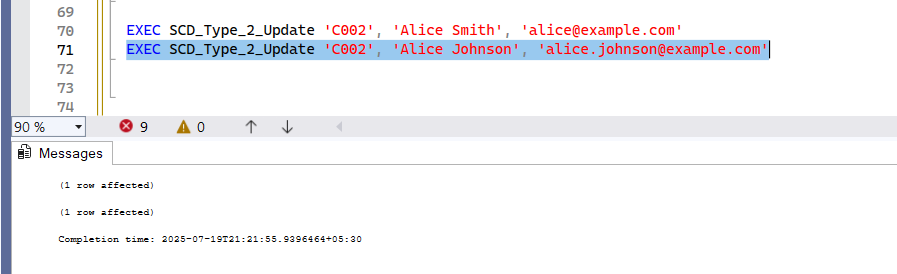 69
70 EXEC SCD_Type_2_Update 'C002', 'Alice Smith', 'alice@example.com'
71 EXEC SCD_Type_2_Update 'C002', 'Alice Johnson', 'alice.johnson@example.com'
72
73
74
90 % 9 0
Messages
(1 row affected)
(1 row affected)
Completion time: 2025-07-19T21:21:55.9396464+05:30